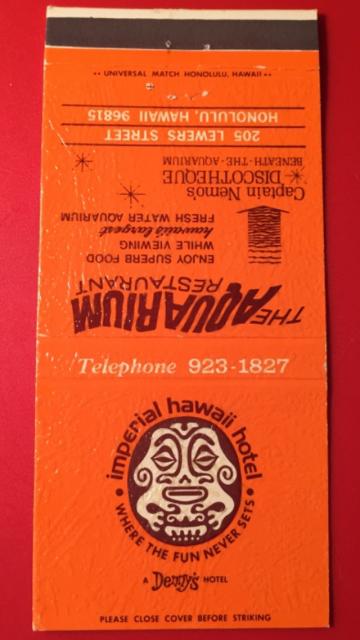 •• UNIVERSAL MATCH HONOLULU, HAWAII ••
THE AQUARIUM
RESTAURANT
ENJOY SUPERB FOOD
WHILE VIEWING
hawaii's largest
FRESH WATER AQUARIUM
Captain Nemo's
DISCOTHEQUE
BENEATH-THE-AQUARIUM
205 LEWERS STREET
HONOLULU, HAWAII 96815
Telephone 923-1827
imperial hawaii hotel
• WHERE THE FUN NEVER SETS •
A Denny's HOTEL
PLEASE CLOSE COVER BEFORE STRIKING